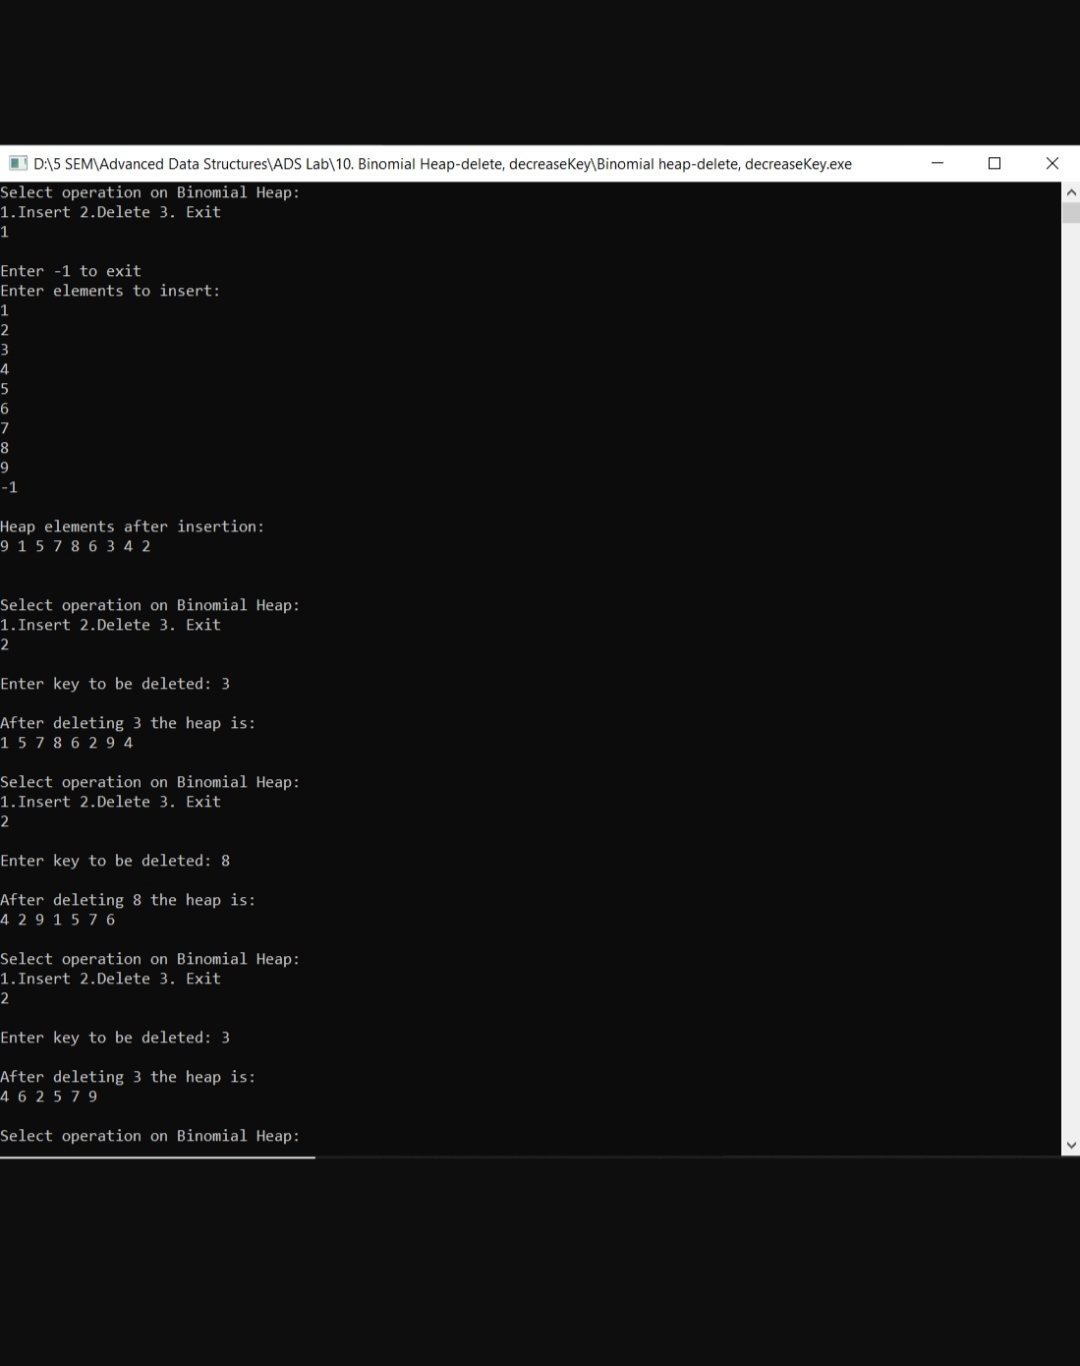 D:\5 SEM\Advanced Data Structures\ADS Lab\10. Binomial Heap-delete, decreaseKey\Binomial heap-delete, decreaseKey.exe
Select operation on Binomial Heap:
1.Insert 2.Delete 3. Exit
1
Enter -1 to exit
Enter elements to insert:
1
2
3
4
5
6
7
8
9
-1
Heap elements after insertion:
9 1 5 7 8 6 3 4 2
Select operation on Binomial Heap:
1.Insert 2.Delete 3. Exit
2
Enter key to be deleted: 3
After deleting 3 the heap is:
1 5 7 8 6 2 9 4
Select operation on Binomial Heap:
1.Insert 2.Delete 3. Exit
2
Enter key to be deleted: 8
After deleting 8 the heap is:
4 2 9 1 5 7 6
Select operation on Binomial Heap:
1.Insert 2.Delete 3. Exit
2
Enter key to be deleted: 3
After deleting 3 the heap is:
4 6 2 5 7 9
Select operation on Binomial Heap: